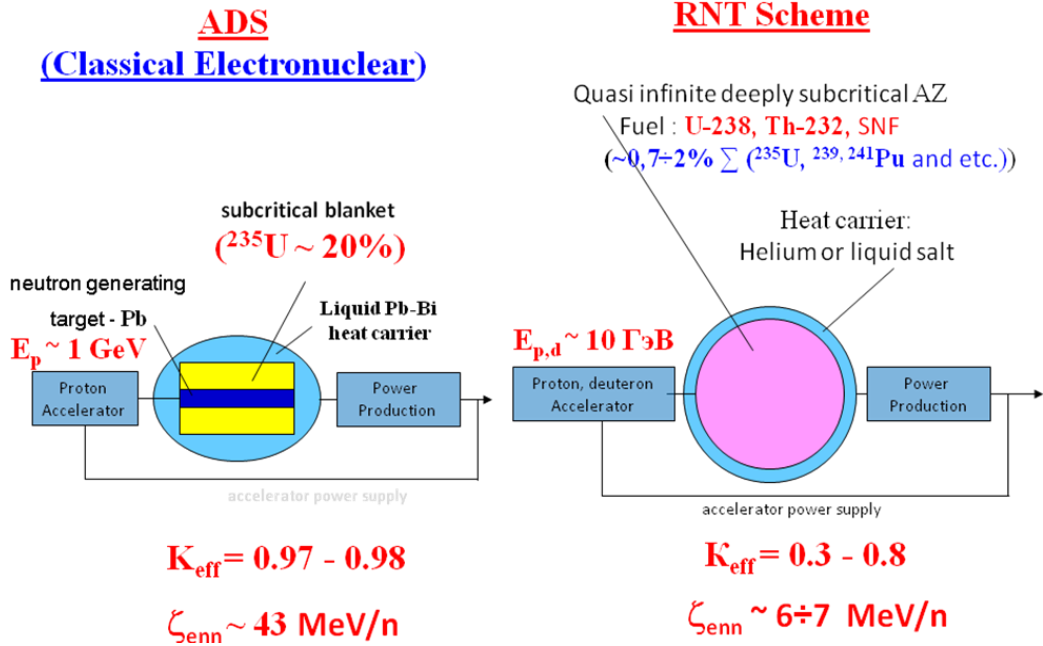 ADS
(Classical Electronuclear)
subcritical blanket
(²³⁵U ~ 20%)
neutron generating
target - Pb
Liquid Pb-Bi
heat carrier
Eₚ ~ 1 GeV
Proton
Accelerator
Power
Production
accelerator power supply
Keff = 0.97 - 0.98
ζenn ~ 43 MeV/n
RNT Scheme
Quasi infinite deeply subcritical AZ
Fuel : U-238, Th-232, SNF
(~0,7÷2% ∑ (²³⁵U, ²³⁹, ²⁴¹Pu and etc.))
Heat carrier:
Helium or liquid salt
Ep,d ~ 10 ГэВ
Proton, deuteron
Accelerator
Power
Production
accelerator power supply
Keff = 0.3 - 0.8
ζenn ~ 6÷7 MeV/n